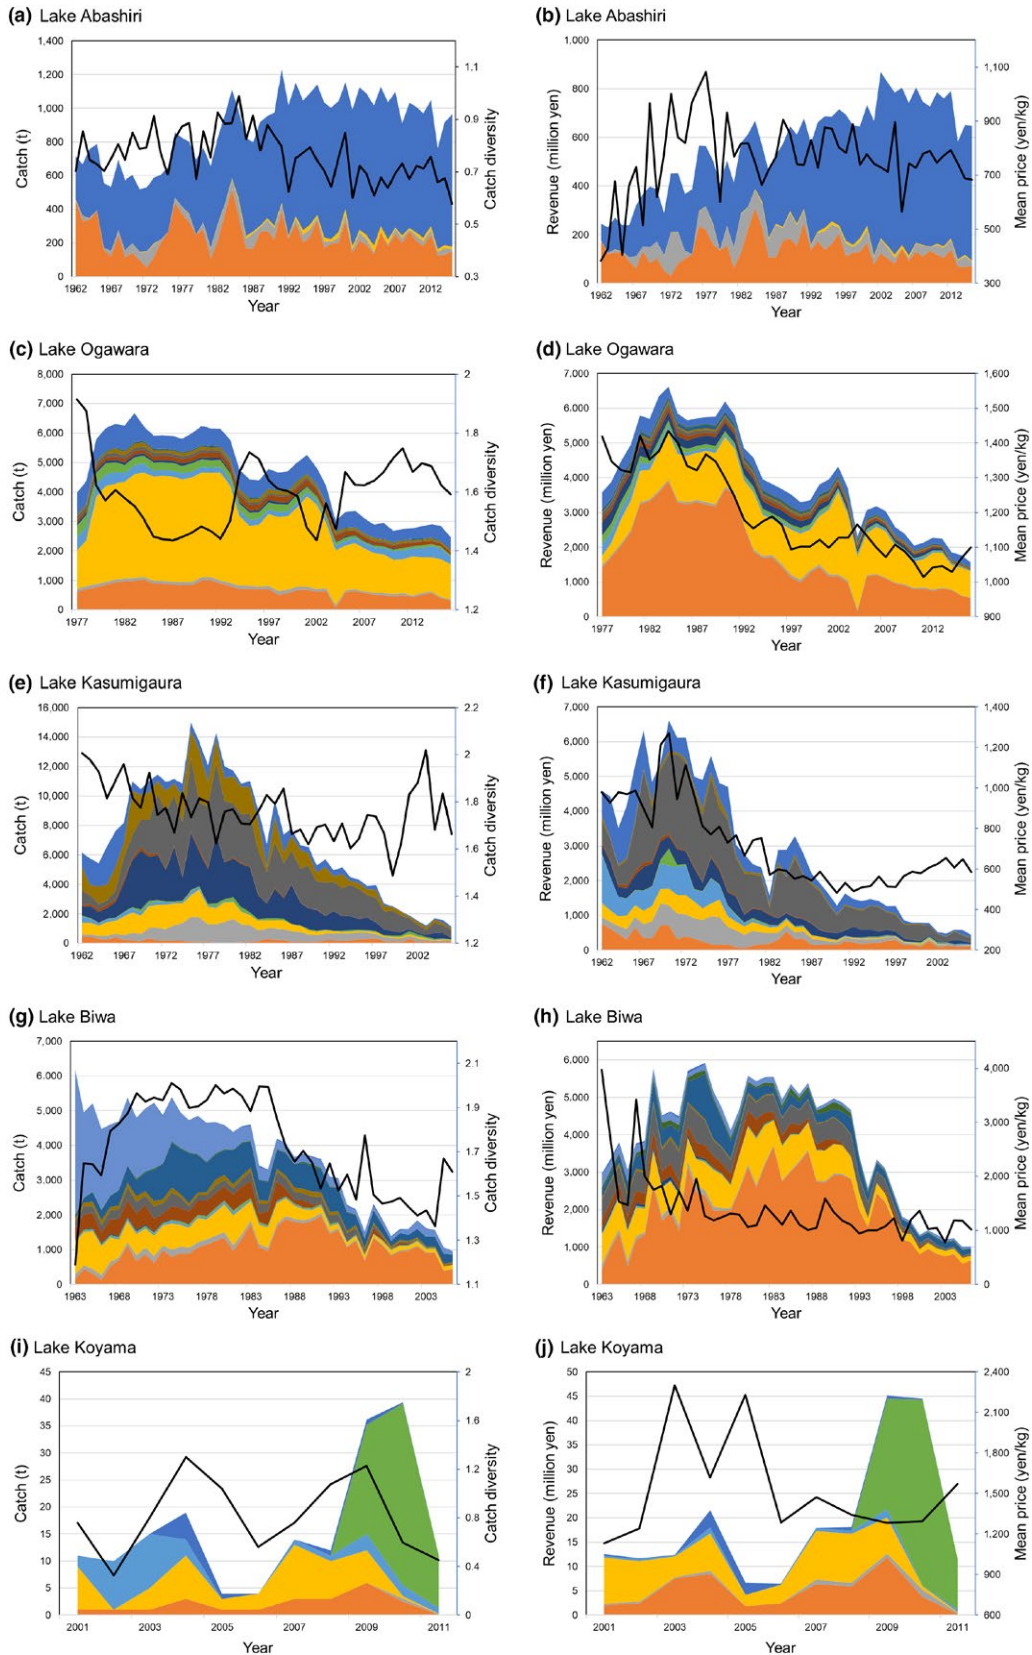 (a) Lake Abashiri
1,400
1,200
1,000
800
600
400
200
0
1.1
0.9
0.7
0.5
0.3
Catch (t)
Catch diversity
1962 1967 1972 1977 1982 1987 1992 1997 2002 2007 2012
Year
(b) Lake Abashiri
1,000
800
600
400
200
0
1,100
900
700
500
300
Revenue (million yen)
Mean price (yen/kg)
1962 1967 1972 1977 1982 1987 1992 1997 2002 2007 2012
Year
(c) Lake Ogawara
8,000
7,000
6,000
5,000
4,000
3,000
2,000
1,000
0
2
1.8
1.6
1.4
1.2
Catch (t)
Catch diversity
1977 1982 1987 1992 1997 2002 2007 2012
Year
(d) Lake Ogawara
7,000
6,000
5,000
4,000
3,000
2,000
1,000
0
1,600
1,500
1,400
1,300
1,200
1,100
1,000
900
Revenue (million yen)
Mean price (yen/kg)
1977 1982 1987 1992 1997 2002 2007 2012
Year
(e) Lake Kasumigaura
16,000
14,000
12,000
10,000
8,000
6,000
4,000
2,000
0
2.2
2
1.8
1.6
1.4
1.2
Catch (t)
Catch diversity
1962 1967 1972 1977 1982 1987 1992 1997 2002
Year
(f) Lake Kasumigaura
7,000
6,000
5,000
4,000
3,000
2,000
1,000
0
1,400
1,200
1,000
800
600
400
200
Revenue (million yen)
Mean price (yen/kg)
1962 1967 1972 1977 1982 1987 1992 1997 2002
Year
(g) Lake Biwa
7,000
6,000
5,000
4,000
3,000
2,000
1,000
0
2.1
1.9
1.7
1.5
1.3
1.1
Catch (t)
Catch diversity
1963 1968 1973 1978 1983 1988 1993 1998 2003
Year
(h) Lake Biwa
6,000
5,000
4,000
3,000
2,000
1,000
0
4,000
3,000
2,000
1,000
0
Revenue (million yen)
Mean price (yen/kg)
1963 1968 1973 1978 1983 1988 1993 1998 2003
Year
(i) Lake Koyama
45
40
35
30
25
20
15
10
5
0
2
1.6
1.2
0.8
0.4
0
Catch (t)
Catch diversity
2001 2003 2005 2007 2009 2011
Year
(j) Lake Koyama
50
45
40
35
30
25
20
15
10
5
0
2,400
2,100
1,800
1,500
1,200
900
600
Revenue (million yen)
Mean price (yen/kg)
2001 2003 2005 2007 2009 2011
Year